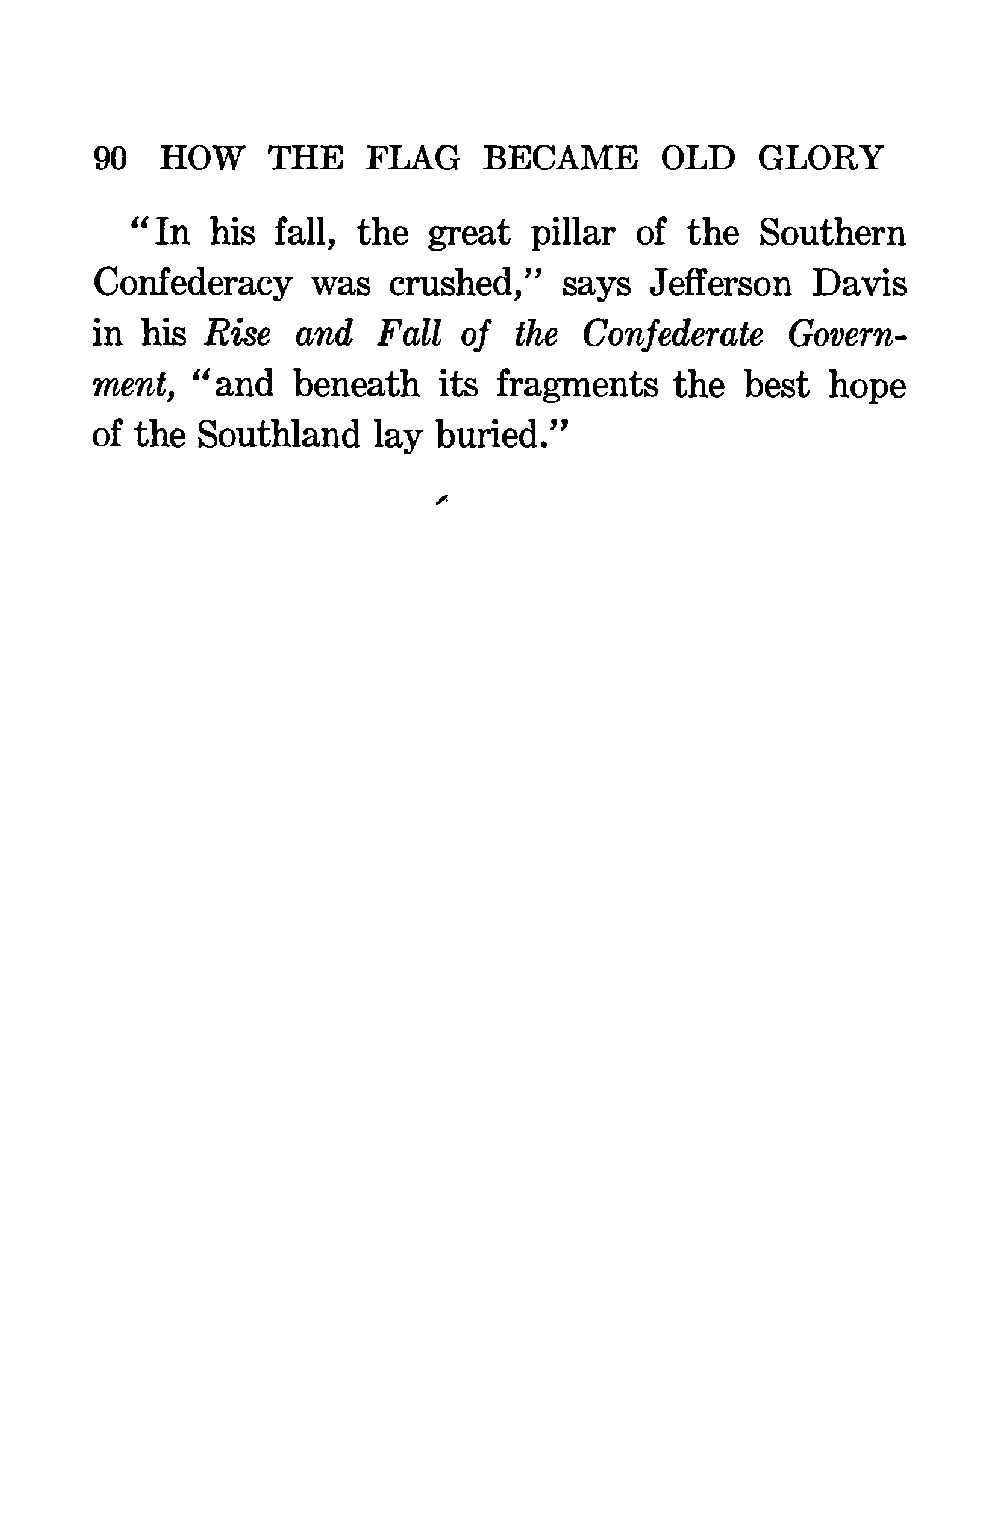 90 HOW THE FLAG BECAME OLD GLORY
"In his fall, the great pillar of the Southern
Confederacy was crushed," says Jefferson Davis
in his Rise and Fall of the Confederate Govern-
ment, "and beneath its fragments the best hope
of the Southland lay buried."